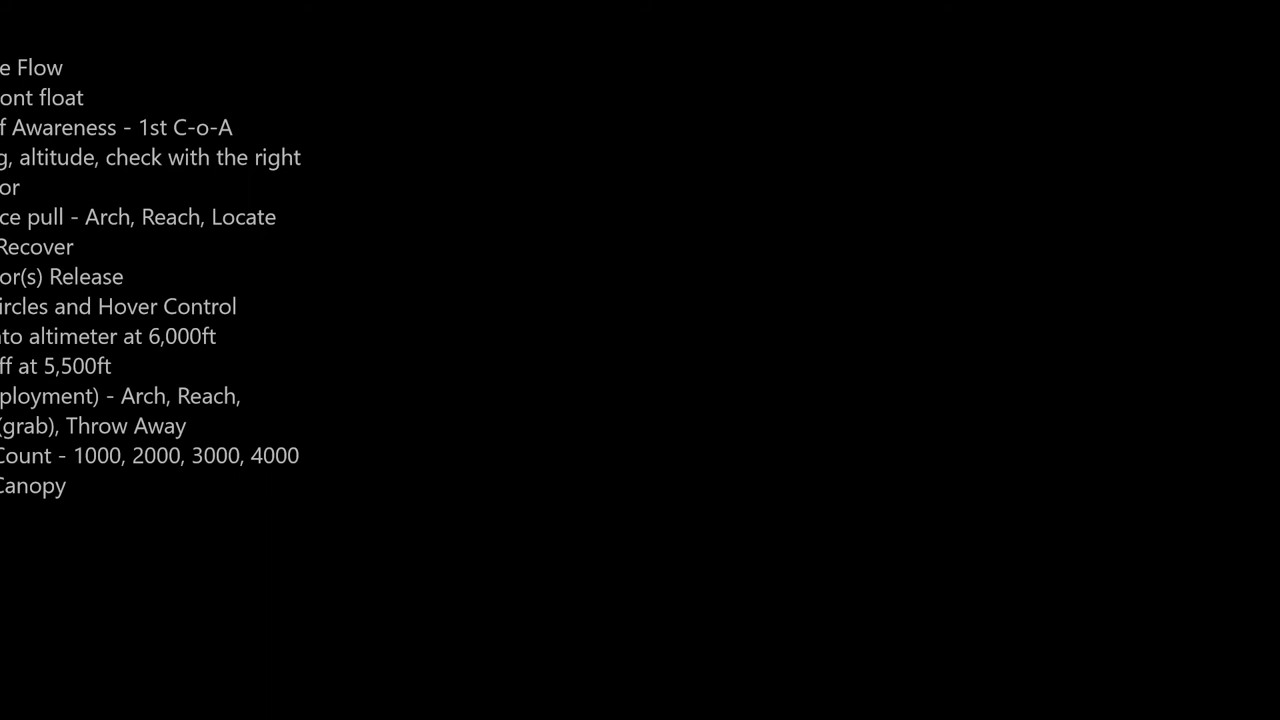 e Flow
ont float
f Awareness - 1st C-o-A
g, altitude, check with the right
or
ce pull - Arch, Reach, Locate
Recover
or(s) Release
ircles and Hover Control
nto altimeter at 6,000ft
ff at 5,500ft
ployment) - Arch, Reach,
(grab), Throw Away
Count - 1000, 2000, 3000, 4000
Canopy